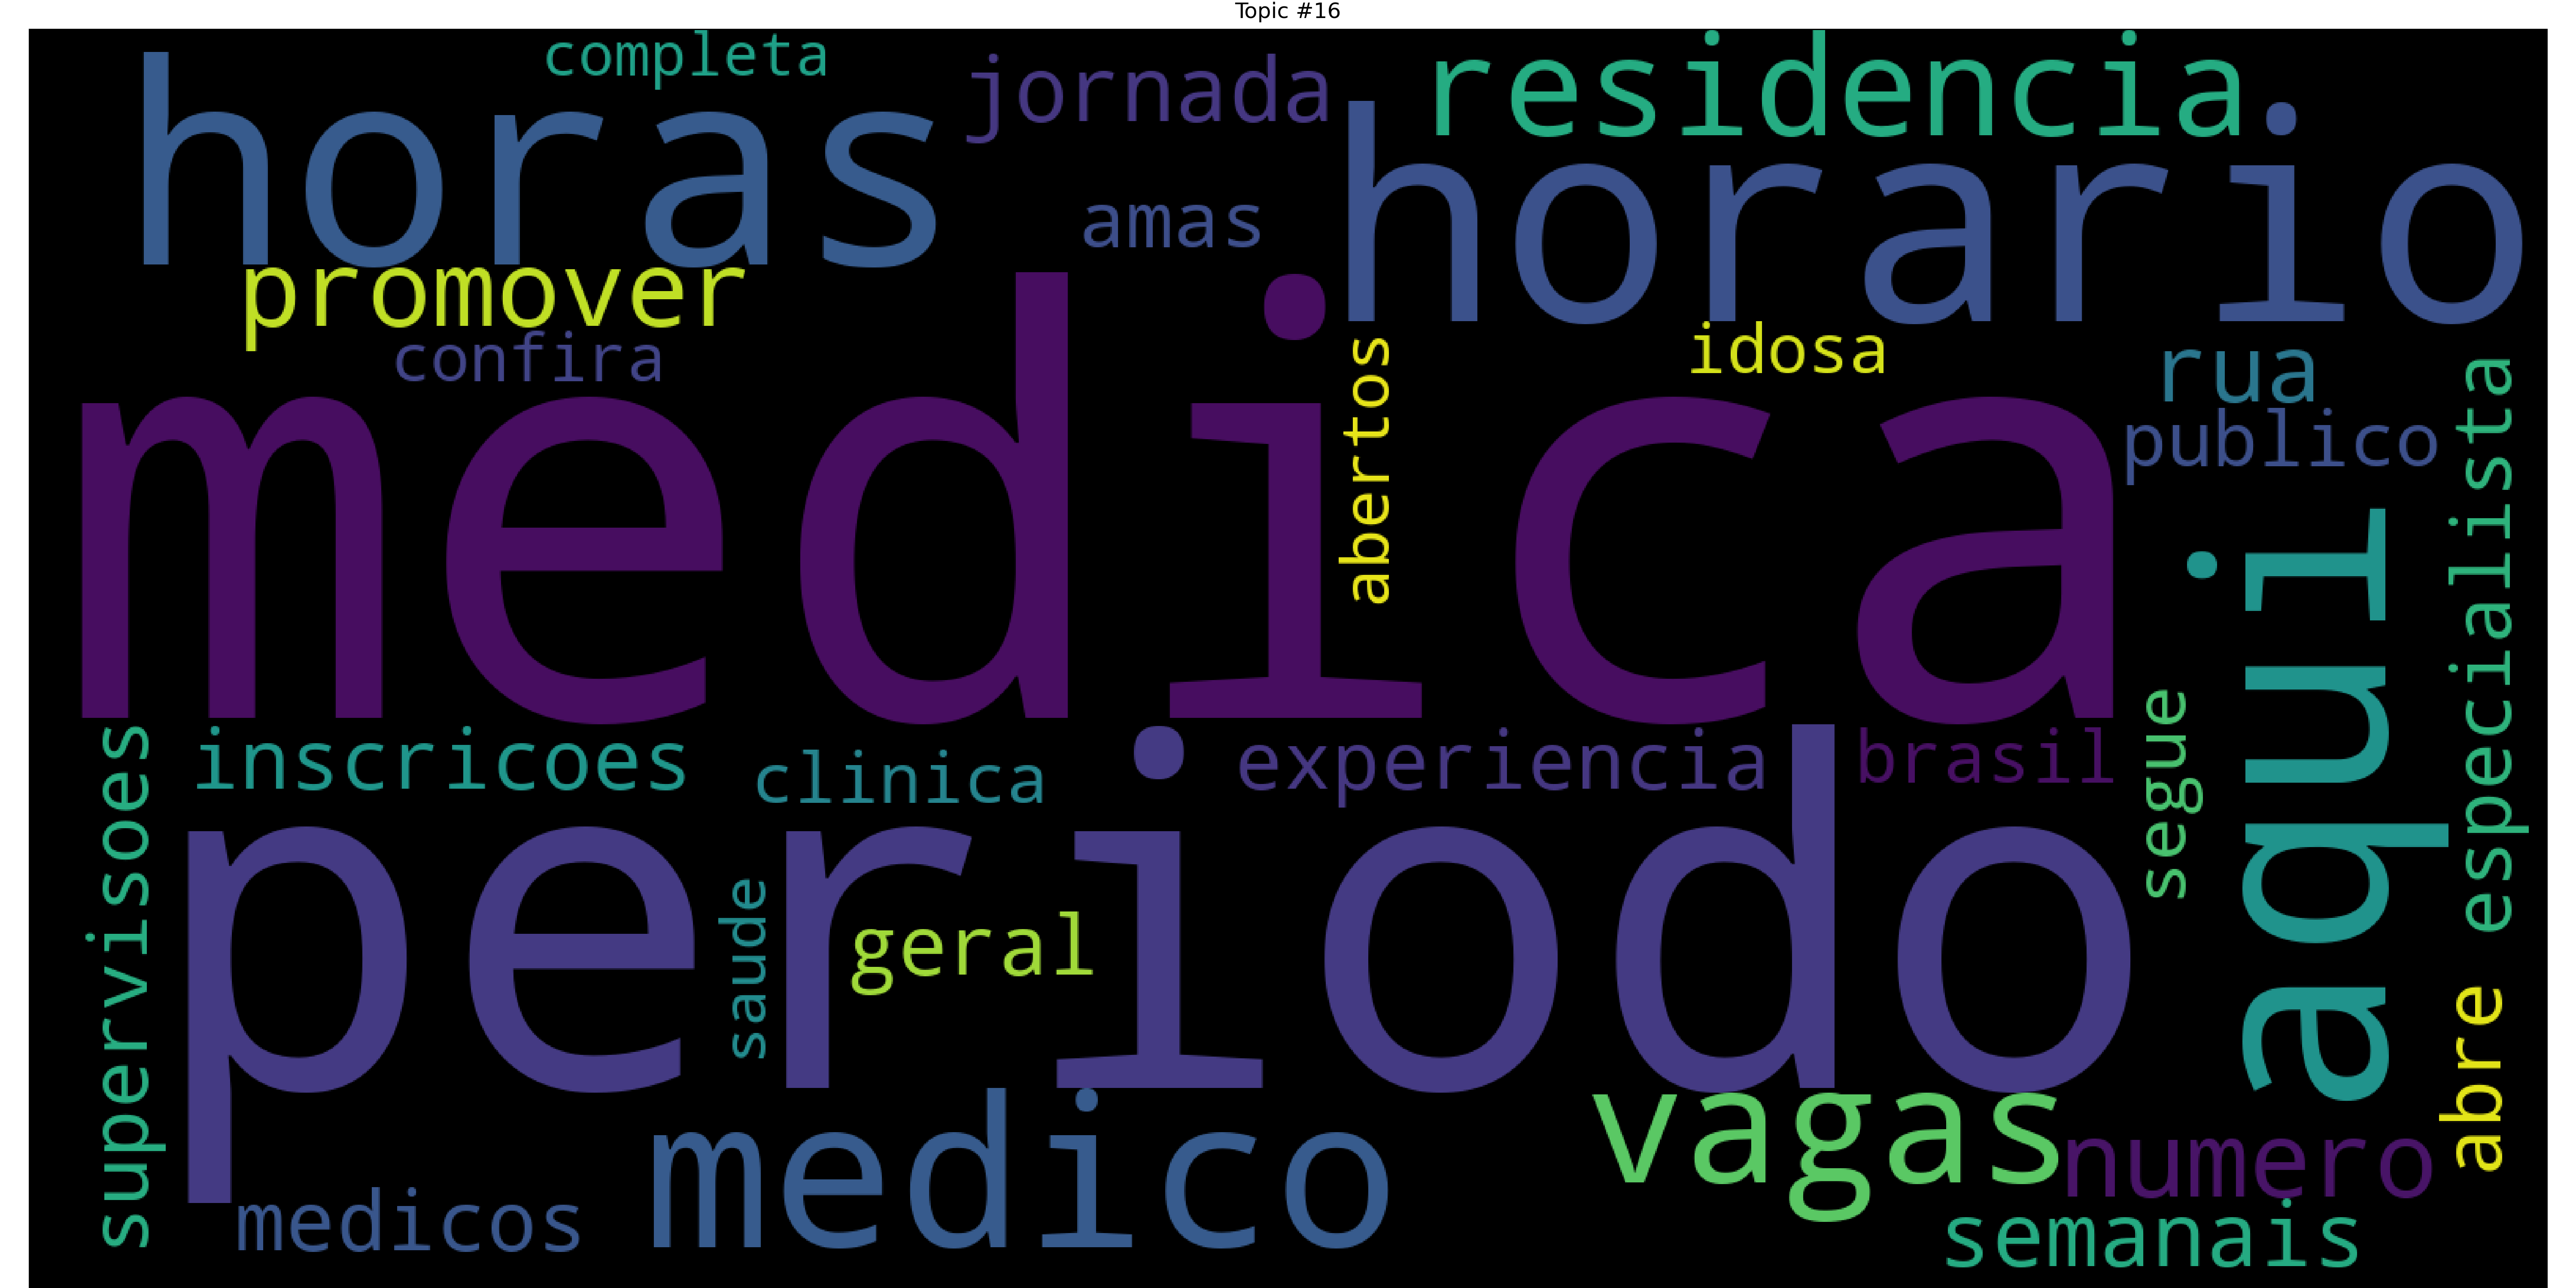 Topic #16
completa
horas
jornada
residencia
amas
horario
promover
confira
idosa
rua
abertos
publico
especialista
medica
aqui
segue
supervisoes
inscricoes
clinica
experiencia
brasil
periodo
saude
geral
abre
vagas
numero
medico
medicos
semanais